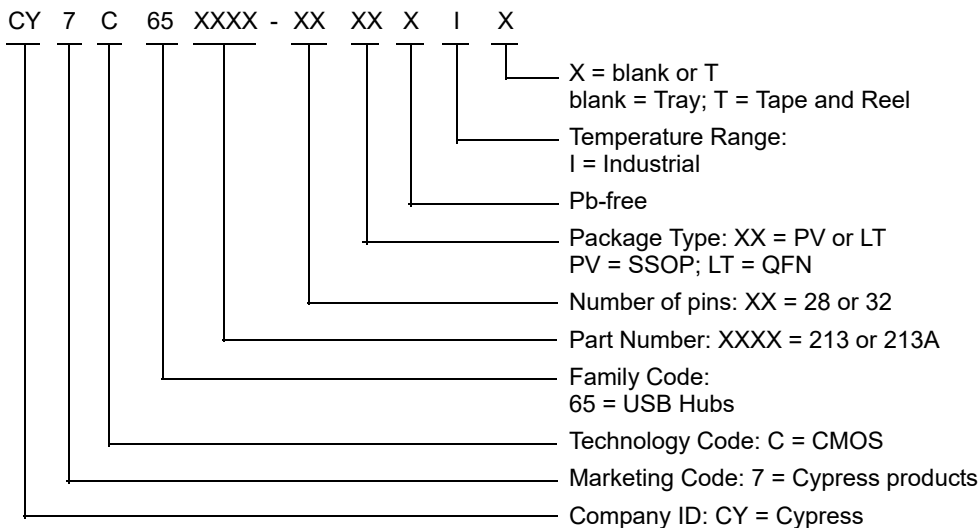 CY 7 C 65 XXXX - XX XX X I X
X = blank or T
blank = Tray; T = Tape and Reel
Temperature Range:
I = Industrial
Pb-free
Package Type: XX = PV or LT
PV = SSOP; LT = QFN
Number of pins: XX = 28 or 32
Part Number: XXXX = 213 or 213A
Family Code:
65 = USB Hubs
Technology Code: C = CMOS
Marketing Code: 7 = Cypress products
Company ID: CY = Cypress